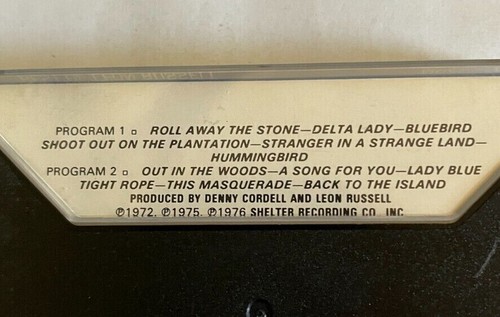 LEON RUSSELL
PROGRAM 1 □ ROLL AWAY THE STONE—DELTA LADY—BLUEBIRD
SHOOT OUT ON THE PLANTATION—STRANGER IN A STRANGE LAND—
HUMMINGBIRD
PROGRAM 2 □ OUT IN THE WOODS—A SONG FOR YOU—LADY BLUE
TIGHT ROPE—THIS MASQUERADE—BACK TO THE ISLAND
PRODUCED BY DENNY CORDELL AND LEON RUSSELL
℗1972, ℗1975, ℗1976 SHELTER RECORDING CO. INC